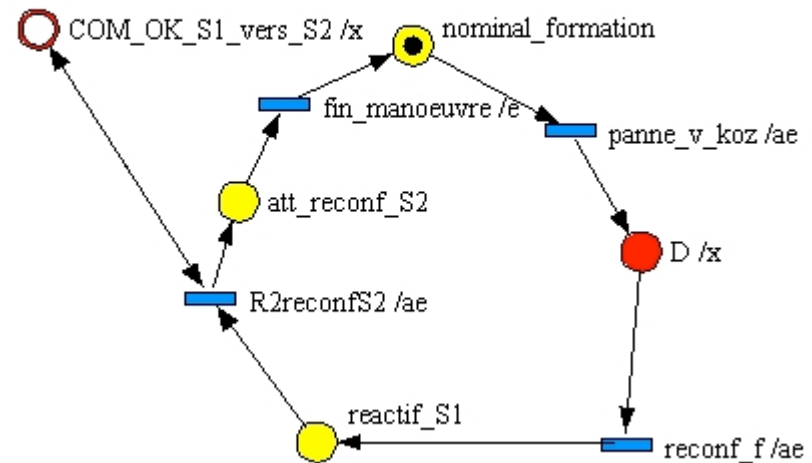 COM_OK_S1_vers_S2 /x
nominal_formation
fin_manoeuvre /e
panne_v_koz /ae
att_reconf_S2
D /x
R2reconfS2 /ae
reactif_S1
reconf_f /ae